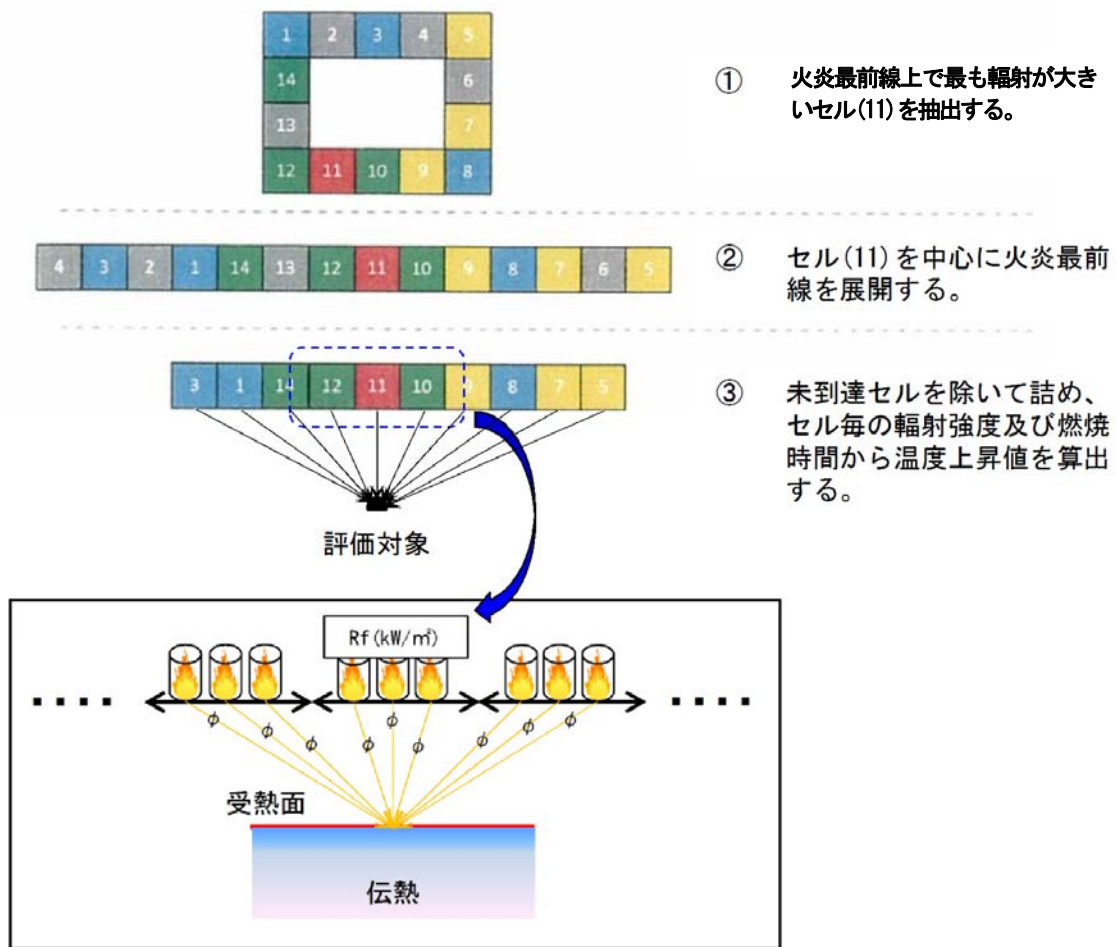 1 2 3 4 5
14 6
13 7
12 11 10 9 8
① 火炎最前線上で最も輻射が大き
いセル(11)を抽出する。
4 3 2 1 14 13 12 11 10 9 8 7 6 5
② セル(11)を中心に火炎最前
線を展開する。
3 1 14 12 11 10 9 8 7 5
③ 未到達セルを除いて詰め、
セル毎の輻射強度及び燃焼
時間から温度上昇値を算出
する。
評価対象
Rf(kW/㎡)
φ φ φ φ φ φ φ φ φ
受熱面
伝熱